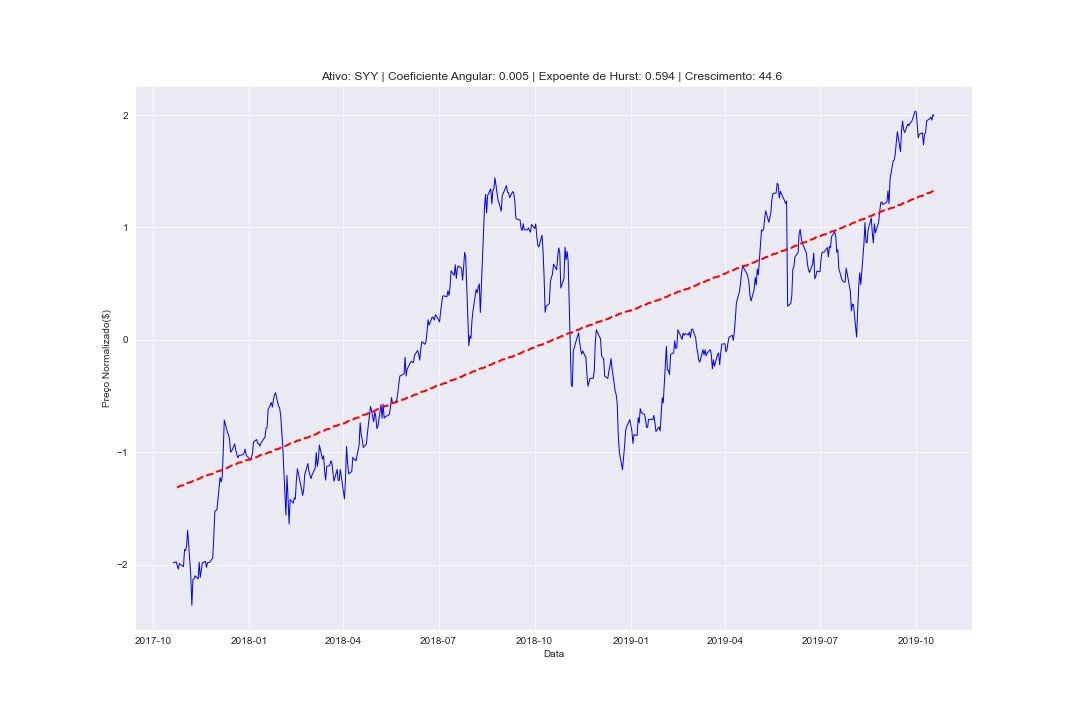 Ativo: SYY | Coeficiente Angular: 0.005 | Expoente de Hurst: 0.594 | Crescimento: 44.6
2
1
0
−1
−2
Preço Normalizado($)
2017-10 2018-01 2018-04 2018-07 2018-10 2019-01 2019-04 2019-07 2019-10
Data